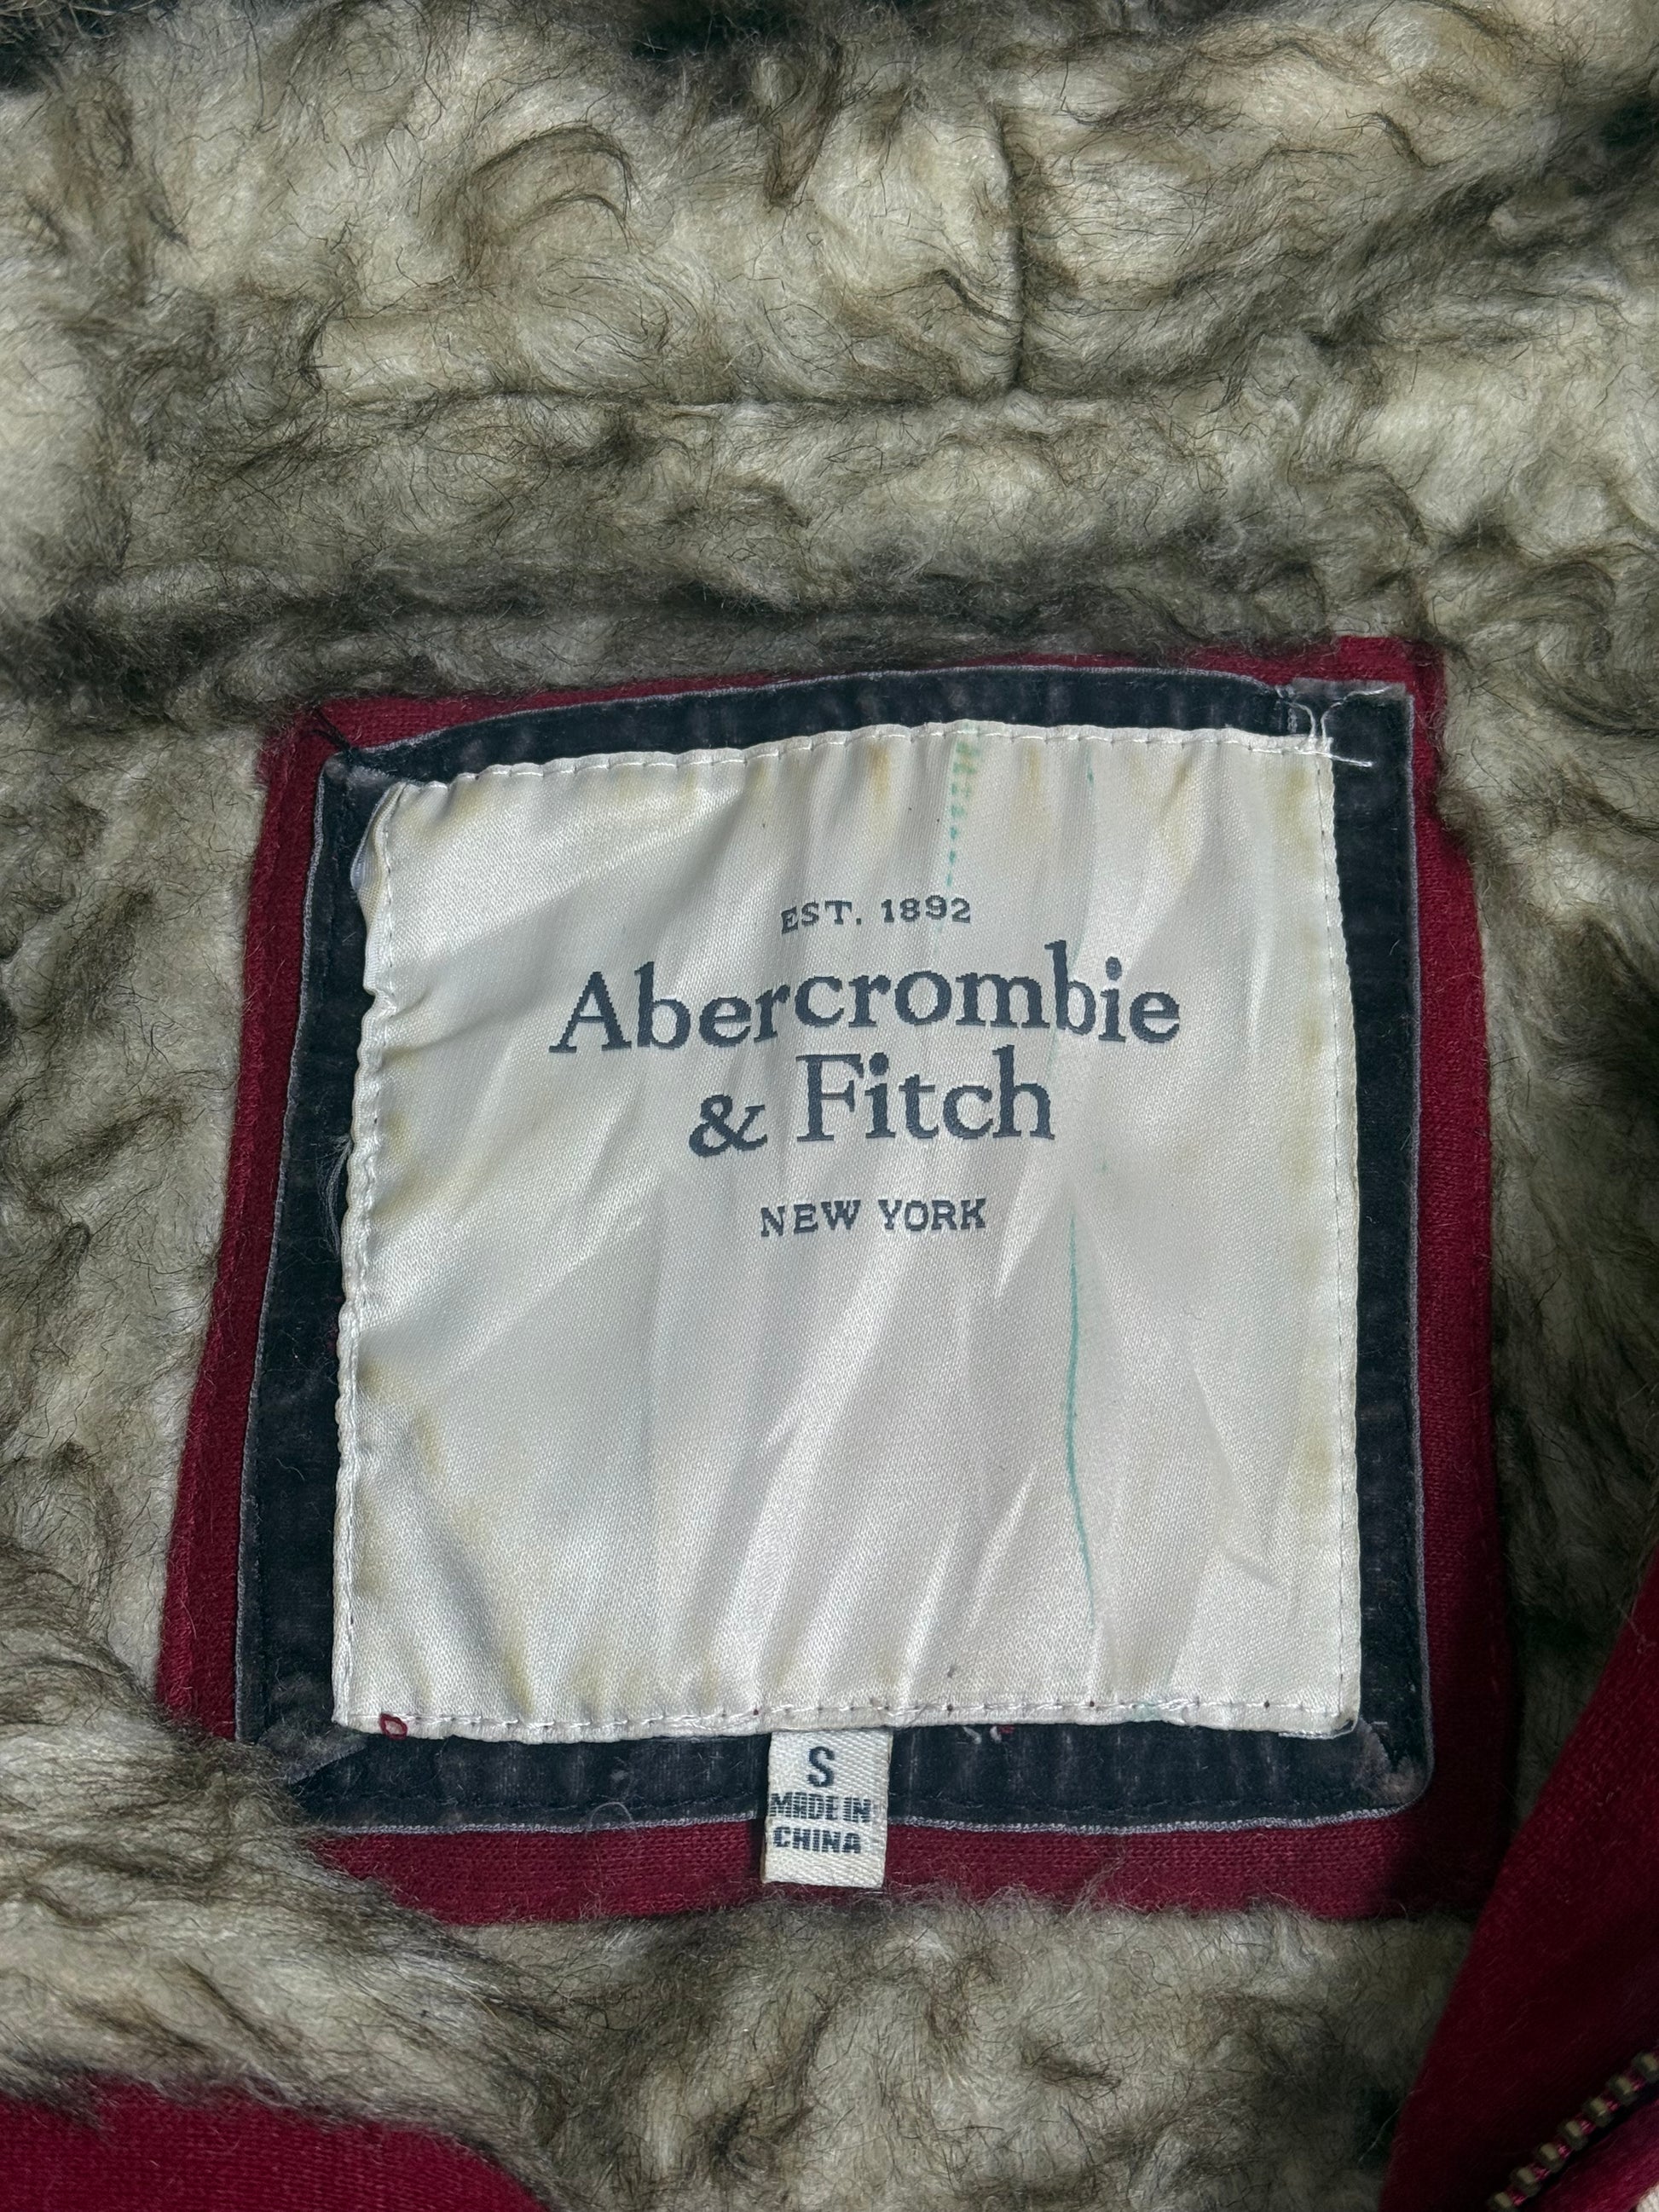 EST. 1892
Abercrombie
& Fitch
NEW YORK
S
MADE IN
CHINA